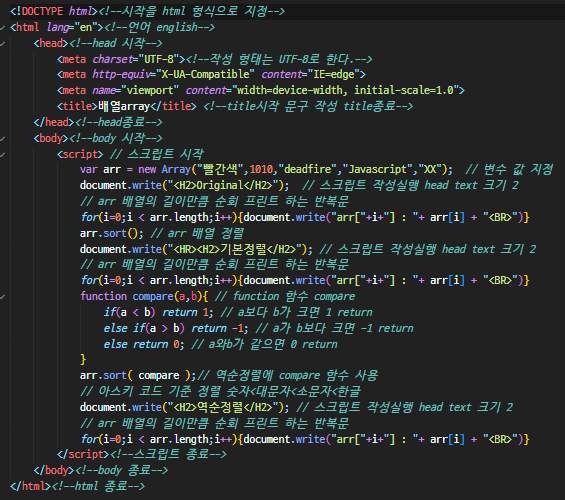 <!DOCTYPE html><!--시작을 html 형식으로 지정-->
<html lang="en"><!--언어 english-->
<head><!--head 시작-->
<meta charset="UTF-8"><!--작성 형태는 UTF-8로 한다.-->
<meta http-equiv="X-UA-Compatible" content="IE=edge">
<meta name="viewport" content="width=device-width, initial-scale=1.0">
<title>배열array</title> <!--title시작 문구 작성 title종료-->
</head><!--head종료-->
<body><!--body 시작-->
<script> // 스크립트 시작
var arr = new Array("빨간색",1010,"deadfire","Javascript","XX");  // 변수 값 지정
document.write("<H2>Original</H2>");  // 스크립트 작성실행 head text 크기 2
// arr 배열의 길이만큼 순회 프린트 하는 반복문
for(i=0;i < arr.length;i++){document.write("arr["+i+"] : "+ arr[i] + "<BR>")}
arr.sort(); // arr 배열 정렬
document.write("<HR><H2>기본정렬</H2>"); // 스크립트 작성실행 head text 크기 2
// arr 배열의 길이만큼 순회 프린트 하는 반복문
for(i=0;i < arr.length;i++){document.write("arr["+i+"] : "+ arr[i] + "<BR>")}
function compare(a,b){ // function 함수 compare
if(a < b) return 1; // a보다 b가 크면 1 return
else if(a > b) return -1; // a가 b보다 크면 -1 return
else return 0; // a와b가 같으면 0 return
}
arr.sort( compare );// 역순정렬에 compare 함수 사용
// 아스키 코드 기준 정렬 숫자<대문자<소문자<한글
document.write("<H2>역순정렬</H2>"); // 스크립트 작성실행 head text 크기 2
// arr 배열의 길이만큼 순회 프린트 하는 반복문
for(i=0;i < arr.length;i++){document.write("arr["+i+"] : "+ arr[i] + "<BR>")}
</script><!--스크립트 종료-->
</body><!--body 종료-->
</html><!--html 종료-->